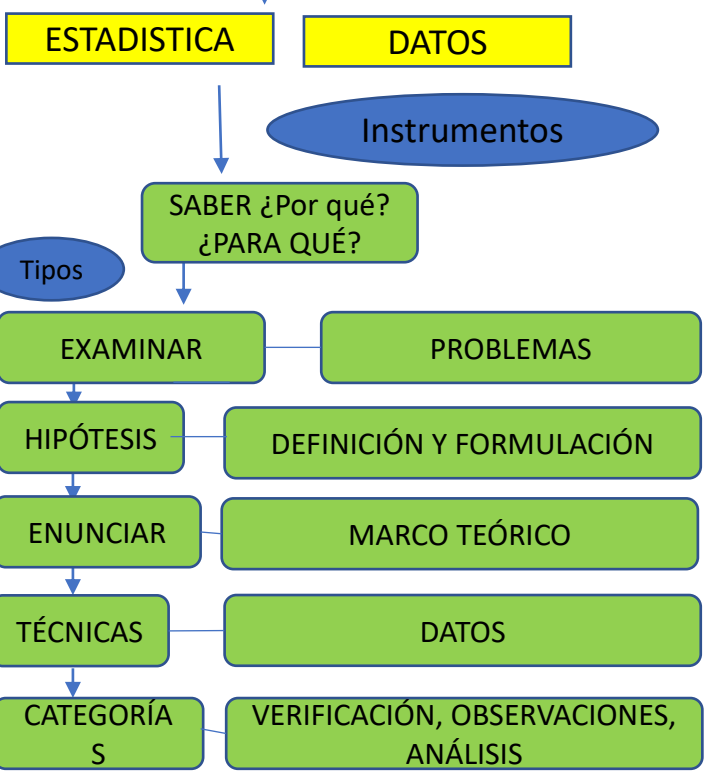 ESTADISTICA
DATOS
Instrumentos
SABER ¿Por qué?
¿PARA QUÉ?
Tipos
EXAMINAR
PROBLEMAS
HIPÓTESIS
DEFINICIÓN Y FORMULACIÓN
ENUNCIAR
MARCO TEÓRICO
TÉCNICAS
DATOS
CATEGORÍA
S
VERIFICACIÓN, OBSERVACIONES,
ANÁLISIS